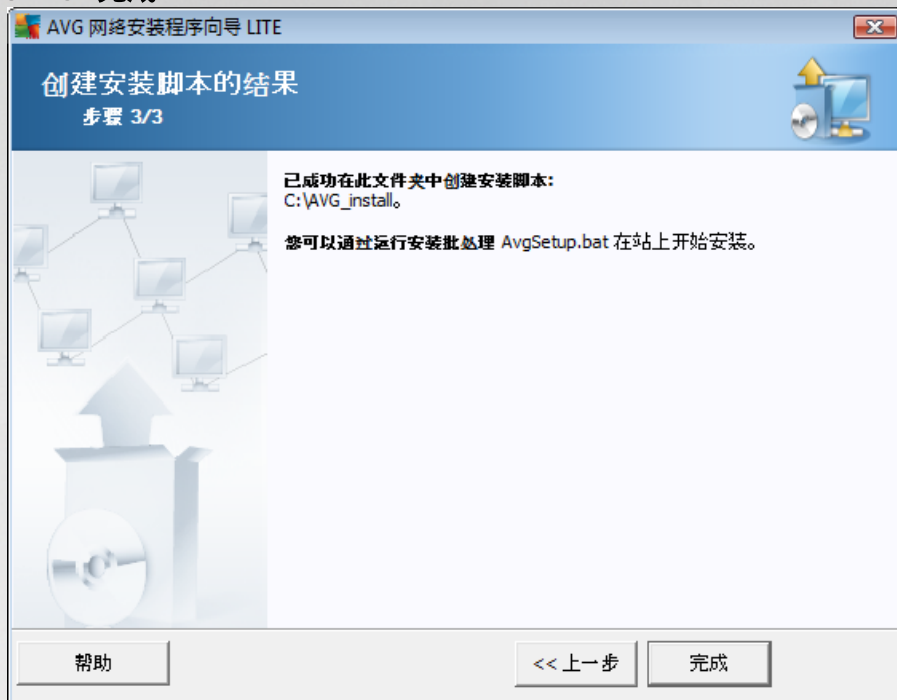 AVG 网络安装程序向导 LITE
创建安装脚本的结果
步骤 3/3
已成功在此文件夹中创建安装脚本:
C:\AVG_install。
您可以通过运行安装批处理 AvgSetup.bat 在站上开始安装。
帮助
<< 上一步
完成